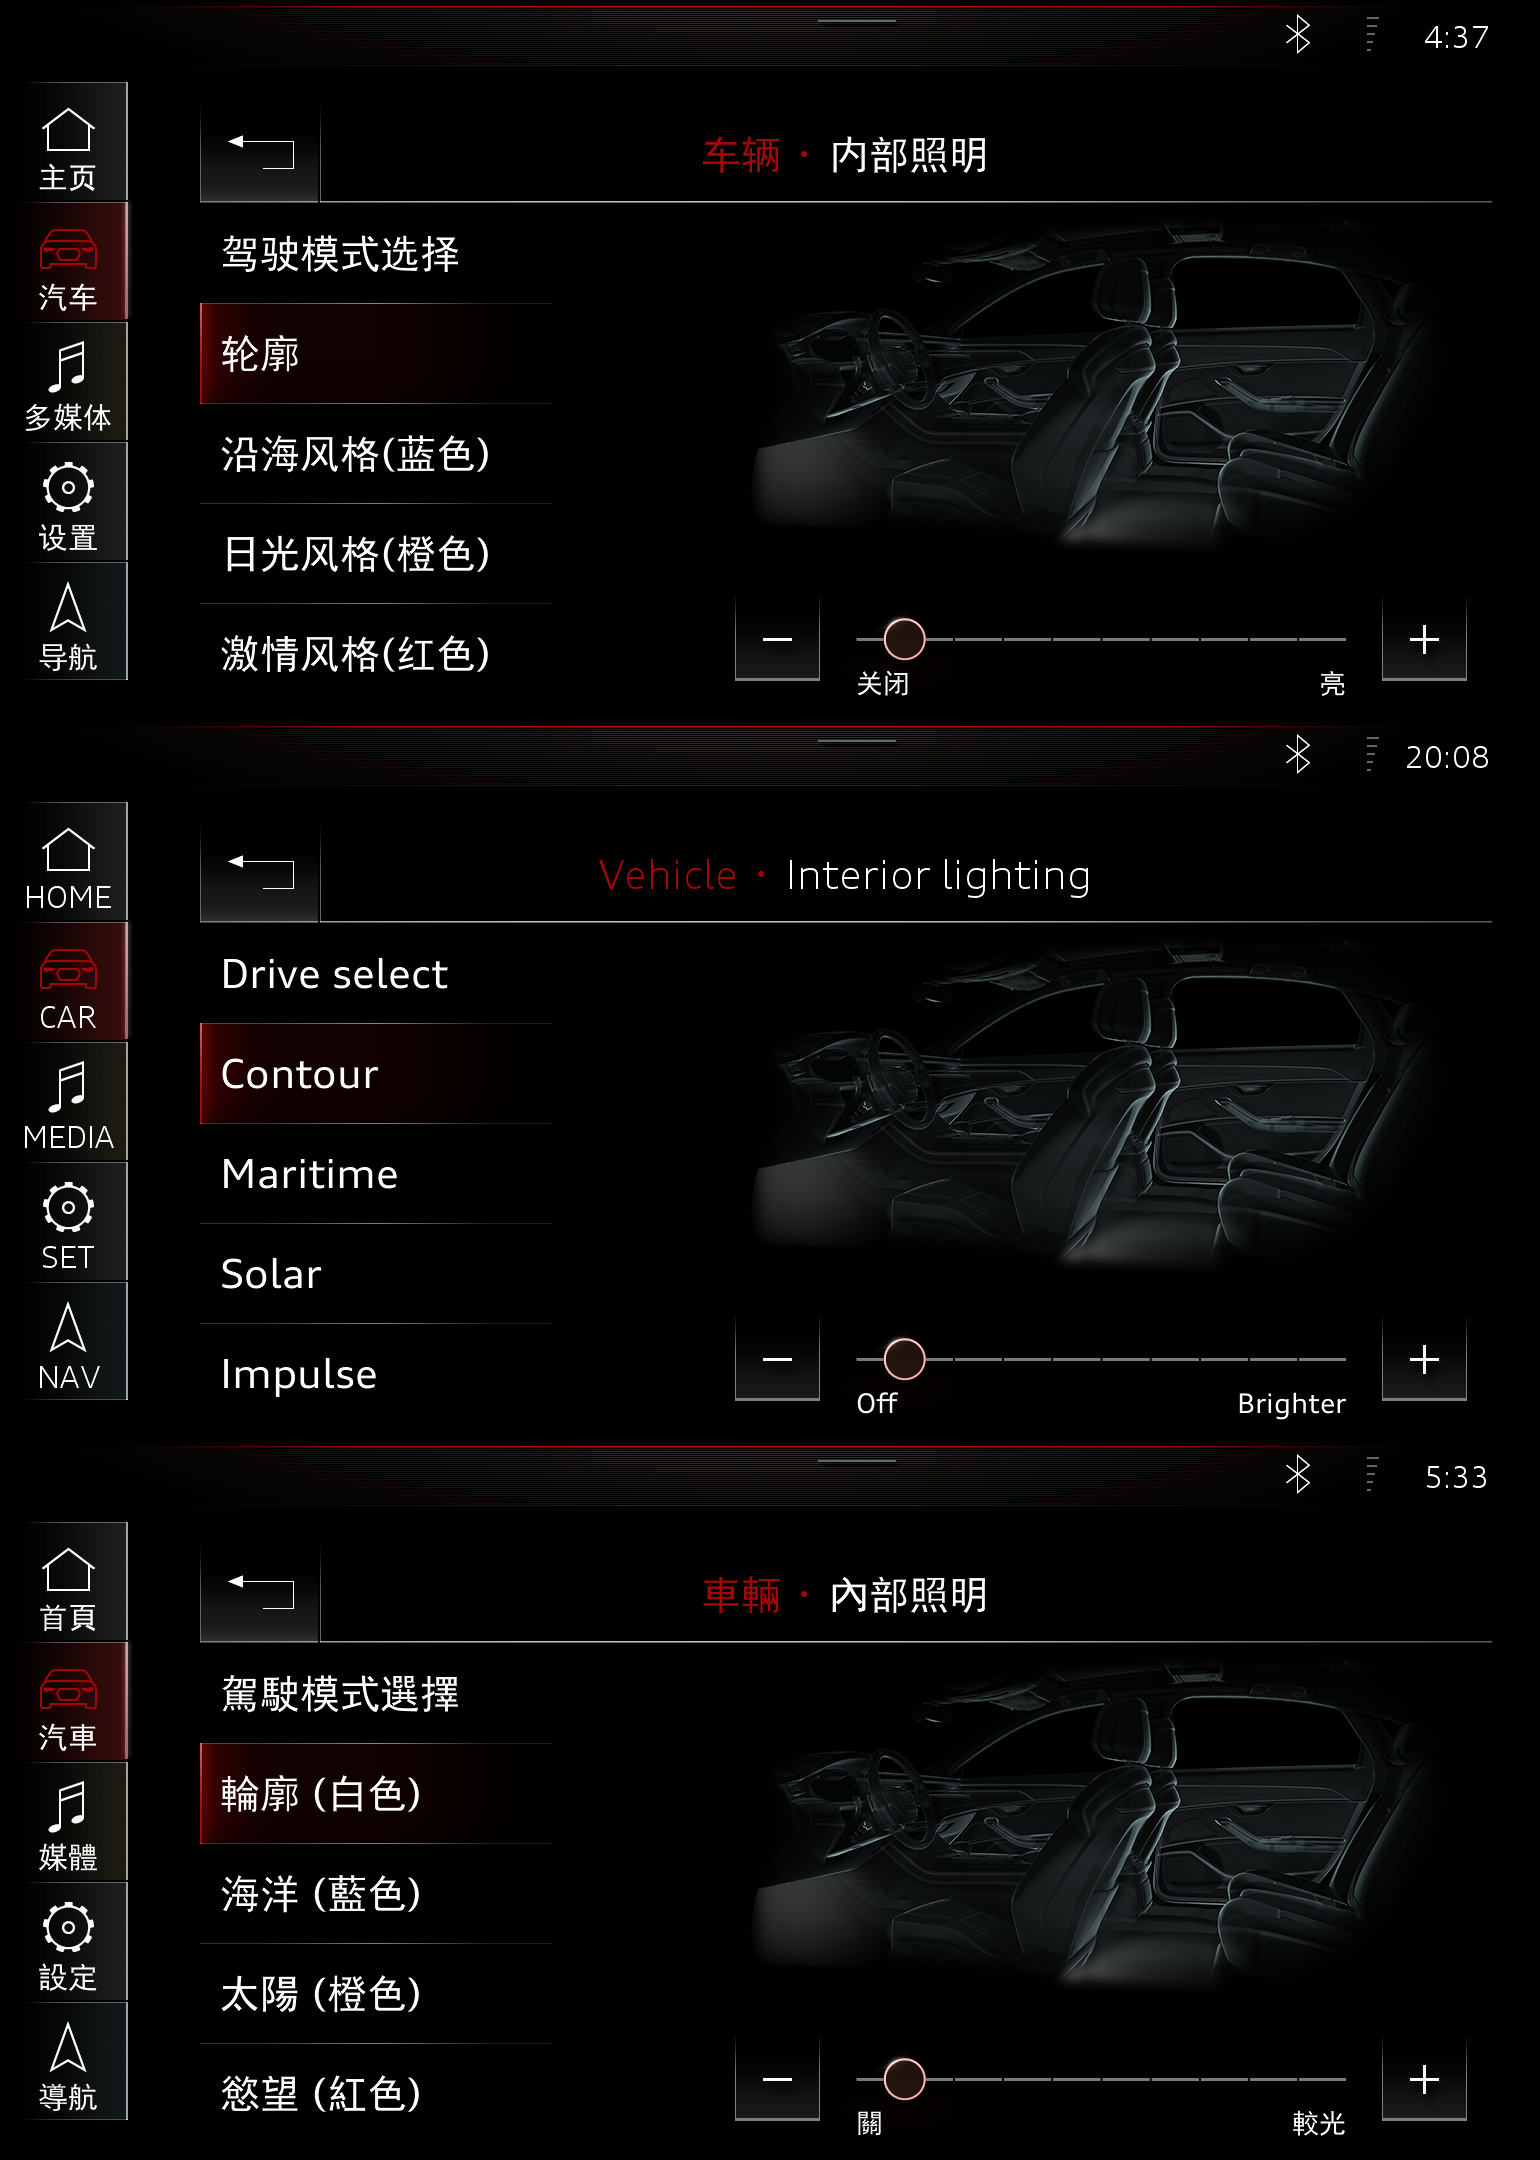 4:37
主页
汽车
多媒体
设置
导航
车辆 · 内部照明
驾驶模式选择
轮廓
沿海风格(蓝色)
日光风格(橙色)
激情风格(红色)
关闭
亮
20:08
HOME
CAR
MEDIA
SET
NAV
Vehicle · Interior lighting
Drive select
Contour
Maritime
Solar
Impulse
Off
Brighter
5:33
首頁
汽車
媒體
設定
導航
車輛 · 內部照明
駕駛模式選擇
輪廓 (白色)
海洋 (藍色)
太陽 (橙色)
慾望 (紅色)
關
較光